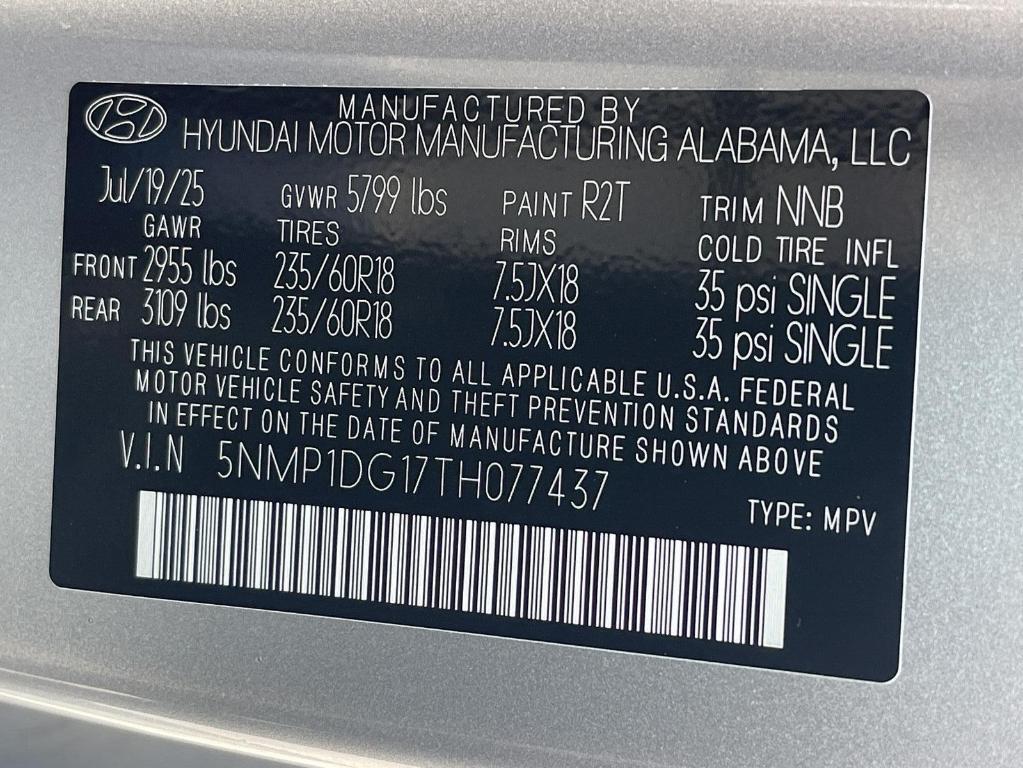 MANUFACTURED BY
HYUNDAI MOTOR MANUFACTURING ALABAMA, LLC
Jul/19/25 GVWR 5799 lbs PAINT R2T TRIM NNB
GAWR TIRES RIMS COLD TIRE INFL
FRONT 2955 lbs 235/60R18 7.5JX18 35 psi SINGLE
REAR 3109 lbs 235/60R18 7.5JX18 35 psi SINGLE
THIS VEHICLE CONFORMS TO ALL APPLICABLE U.S.A. FEDERAL
MOTOR VEHICLE SAFETY AND THEFT PREVENTION STANDARDS
IN EFFECT ON THE DATE OF MANUFACTURE SHOWN ABOVE
V.I.N 5NMP1DG17TH077437
TYPE: MPV